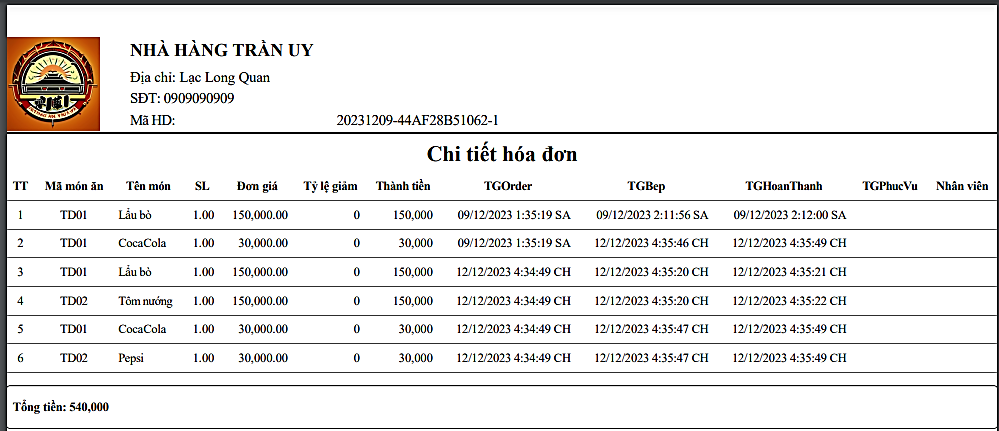 NHÀ HÀNG TRẦN UY
Địa chỉ: Lạc Long Quan
SĐT: 0909090909
Mã HD: 20231209-44AF28B51062-1
Chi tiết hóa đơn
TT Mã món ăn Tên món SL Đơn giá Tỷ lệ giảm Thành tiền TGOrder TGBep TGHoanThanh TGPhucVu Nhân viên
1 TD01 Lẩu bò 1.00 150,000.00 0 150,000 09/12/2023 1:35:19 SA 09/12/2023 2:11:56 SA 09/12/2023 2:12:00 SA
2 TD01 CocaCola 1.00 30,000.00 0 30,000 09/12/2023 1:35:19 SA 12/12/2023 4:35:46 CH 12/12/2023 4:35:49 CH
3 TD01 Lẩu bò 1.00 150,000.00 0 150,000 12/12/2023 4:34:49 CH 12/12/2023 4:35:20 CH 12/12/2023 4:35:21 CH
4 TD02 Tôm nướng 1.00 150,000.00 0 150,000 12/12/2023 4:34:49 CH 12/12/2023 4:35:20 CH 12/12/2023 4:35:22 CH
5 TD01 CocaCola 1.00 30,000.00 0 30,000 12/12/2023 4:34:49 CH 12/12/2023 4:35:47 CH 12/12/2023 4:35:49 CH
6 TD02 Pepsi 1.00 30,000.00 0 30,000 12/12/2023 4:34:49 CH 12/12/2023 4:35:47 CH 12/12/2023 4:35:49 CH
Tổng tiền: 540,000